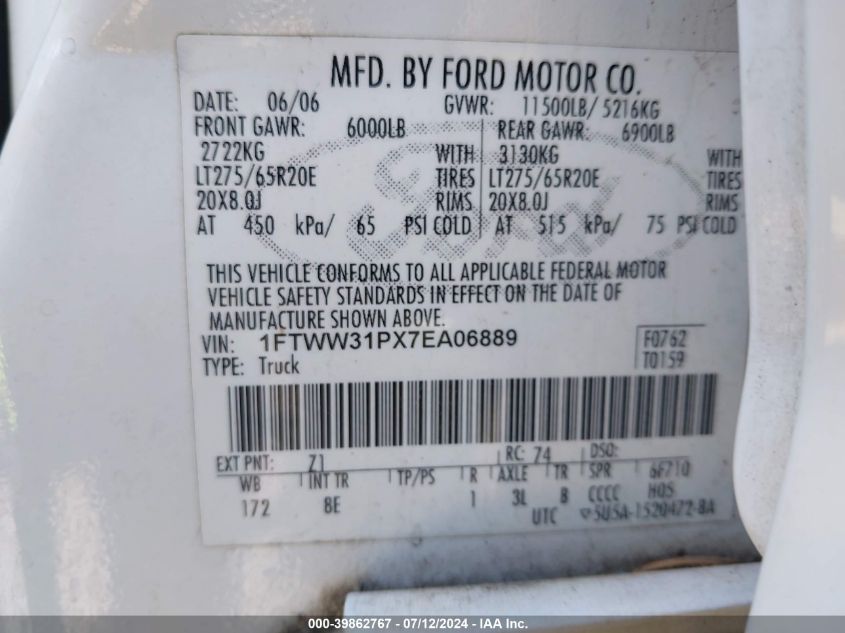 MFD. BY FORD MOTOR CO.
DATE: 06/06 GVWR: 11500LB/ 5216KG
FRONT GAWR: 6000LB REAR GAWR: 6900LB
2722KG WITH 3130KG WITH
LT275/65R20E TIRES LT275/65R20E TIRES
20X8.0J RIMS 20X8.0J RIMS
AT 450 kPa/ 65 PSI COLD AT 515 kPa/ 75 PSI COLD
Ford
THIS VEHICLE CONFORMS TO ALL APPLICABLE FEDERAL MOTOR
VEHICLE SAFETY STANDARDS IN EFFECT ON THE DATE OF
MANUFACTURE SHOWN ABOVE.
VIN: 1FTWW31PX7EA06889 F0762
TYPE: Truck T0159
EXT PNT: Z1 RC: 74 DSO:
WB INT TR TP/PS R AXLE TR SPR 6F710
172 8E 1 3L B CCCC HOS
UTC 5U5A-1520472-BA
000-39862767 - 07/12/2024 - IAA Inc.